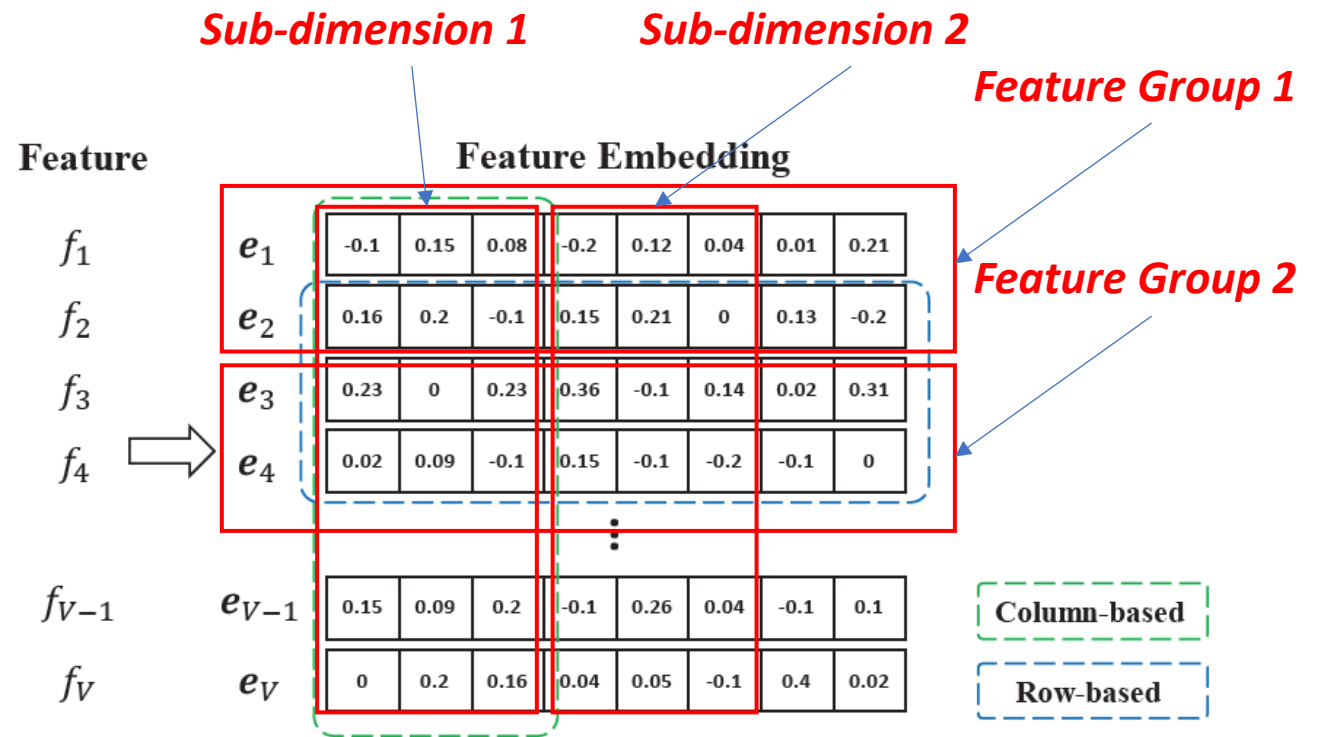 Sub-dimension 1 Sub-dimension 2
Feature Group 1
Feature Feature Embedding
f₁ e₁ -0.1 0.15 0.08 -0.2 0.12 0.04 0.01 0.21
Feature Group 2
f₂ e₂ 0.16 0.2 -0.1 0.15 0.21 0 0.13 -0.2
f₃ e₃ 0.23 0 0.23 0.36 -0.1 0.14 0.02 0.31
f₄ e₄ 0.02 0.09 -0.1 0.15 -0.1 -0.2 -0.1 0
⋮
f_{V−1} e_{V−1} 0.15 0.09 0.2 -0.1 0.26 0.04 -0.1 0.1
Column-based
f_V e_V 0 0.2 0.16 0.04 0.05 -0.1 0.4 0.02
Row-based